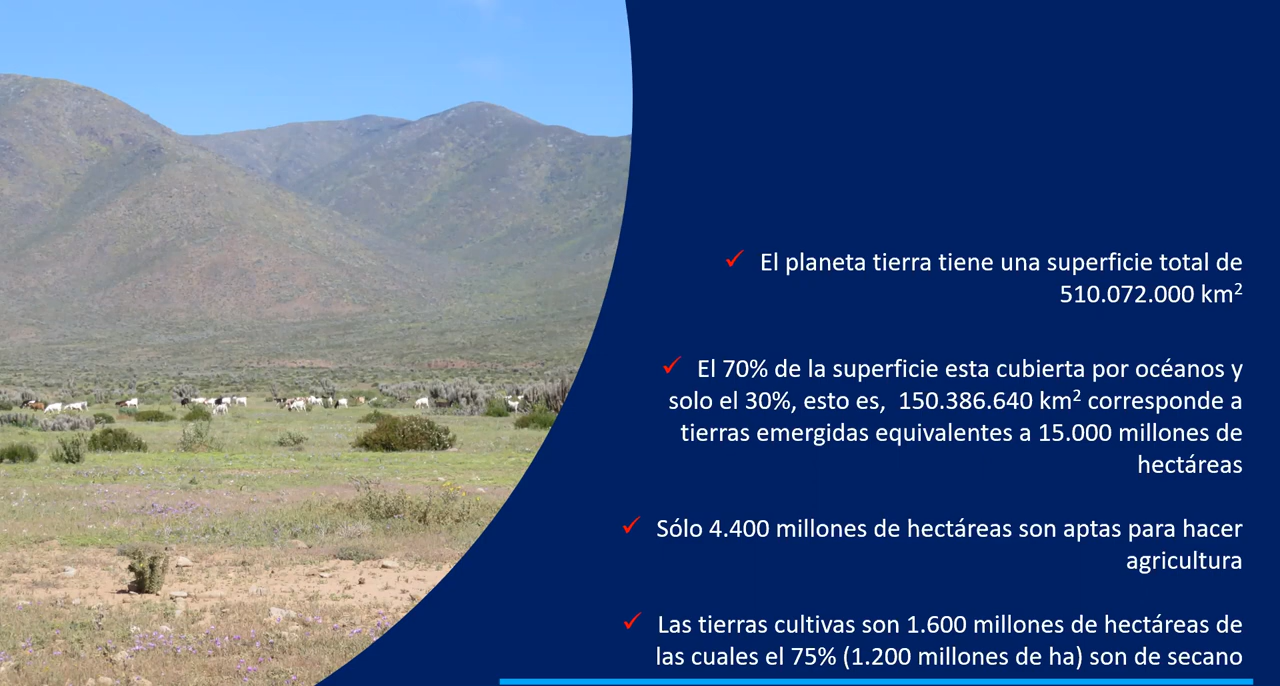 ✓ El planeta tierra tiene una superficie total de
510.072.000 km²
✓ El 70% de la superficie esta cubierta por océanos y
solo el 30%, esto es,  150.386.640 km² corresponde a
tierras emergidas equivalentes a 15.000 millones de
hectáreas
✓ Sólo 4.400 millones de hectáreas son aptas para hacer
agricultura
✓ Las tierras cultivas son 1.600 millones de hectáreas de
las cuales el 75% (1.200 millones de ha) son de secano